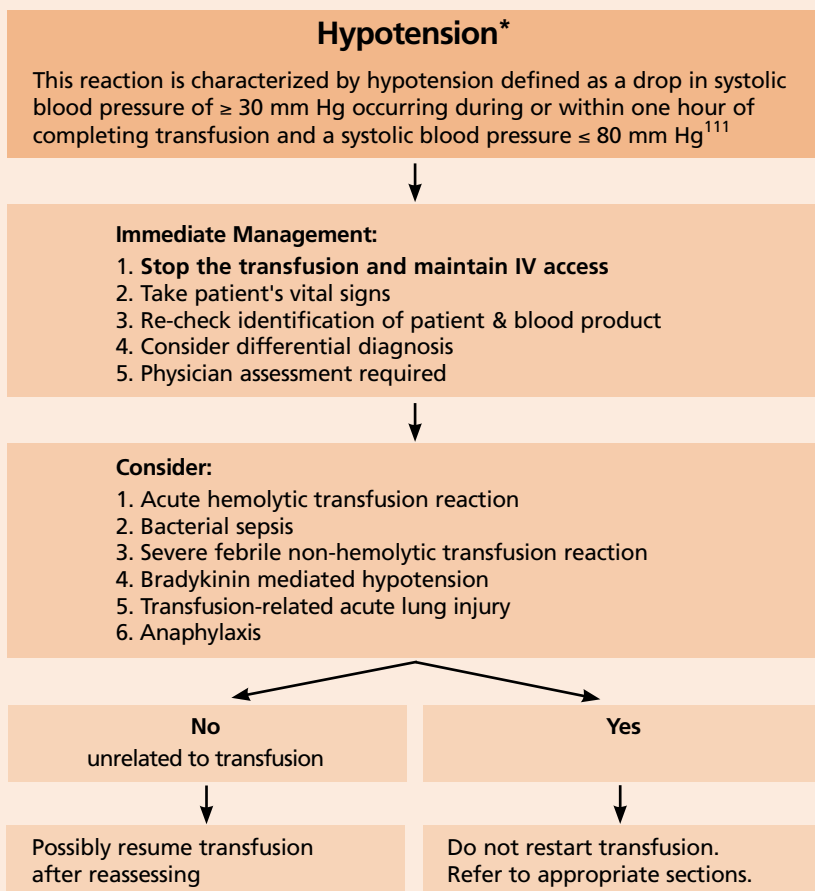 Hypotension*
This reaction is characterized by hypotension defined as a drop in systolic
blood pressure of ≥ 30 mm Hg occurring during or within one hour of
completing transfusion and a systolic blood pressure ≤ 80 mm Hg111
Immediate Management:
1. Stop the transfusion and maintain IV access
2. Take patient's vital signs
3. Re-check identification of patient & blood product
4. Consider differential diagnosis
5. Physician assessment required
Consider:
1. Acute hemolytic transfusion reaction
2. Bacterial sepsis
3. Severe febrile non-hemolytic transfusion reaction
4. Bradykinin mediated hypotension
5. Transfusion-related acute lung injury
6. Anaphylaxis
No
unrelated to transfusion
Yes
Possibly resume transfusion
after reassessing
Do not restart transfusion.
Refer to appropriate sections.